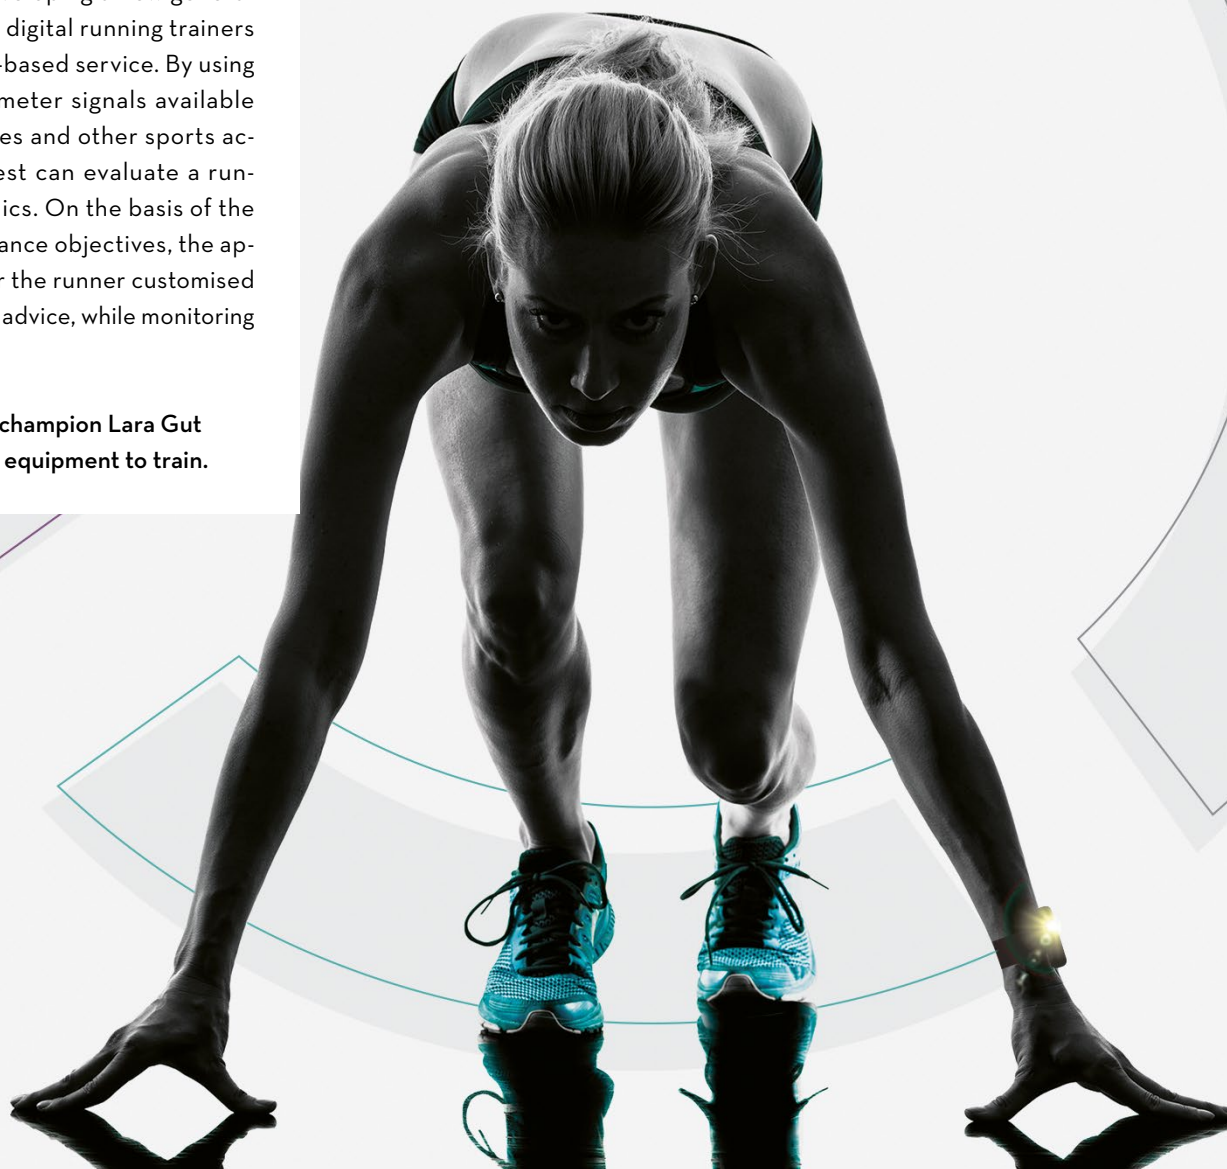 digital running trainers
-based service. By using
meter signals available
es and other sports ac-
est can evaluate a run-
ics. On the basis of the
ance objectives, the ap-
r the runner customised
advice, while monitoring
champion Lara Gut
equipment to train.